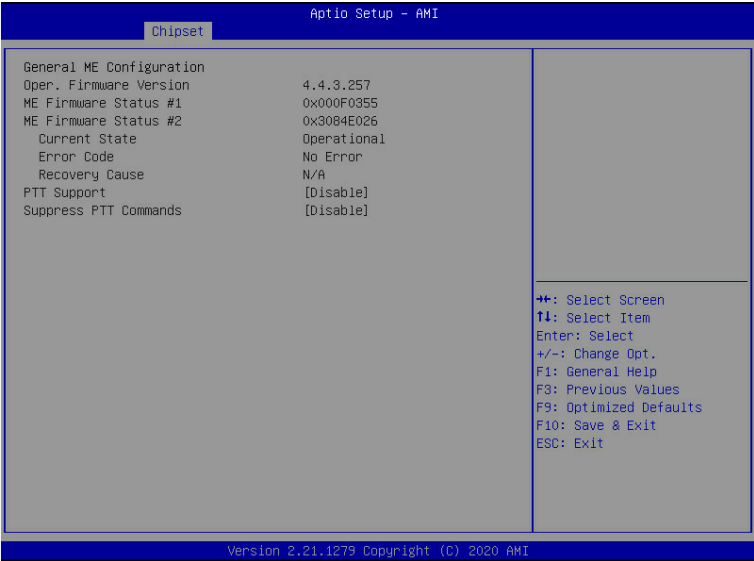 Aptio Setup – AMI
Chipset
General ME Configuration
Oper. Firmware Version 4.4.3.257
ME Firmware Status #1 0x000F0355
ME Firmware Status #2 0x3084E026
Current State Operational
Error Code No Error
Recovery Cause N/A
PTT Support [Disable]
Suppress PTT Commands [Disable]
→←: Select Screen
↑↓: Select Item
Enter: Select
+/-: Change Opt.
F1: General Help
F3: Previous Values
F9: Optimized Defaults
F10: Save & Exit
ESC: Exit
Version 2.21.1279 Copyright (C) 2020 AMI